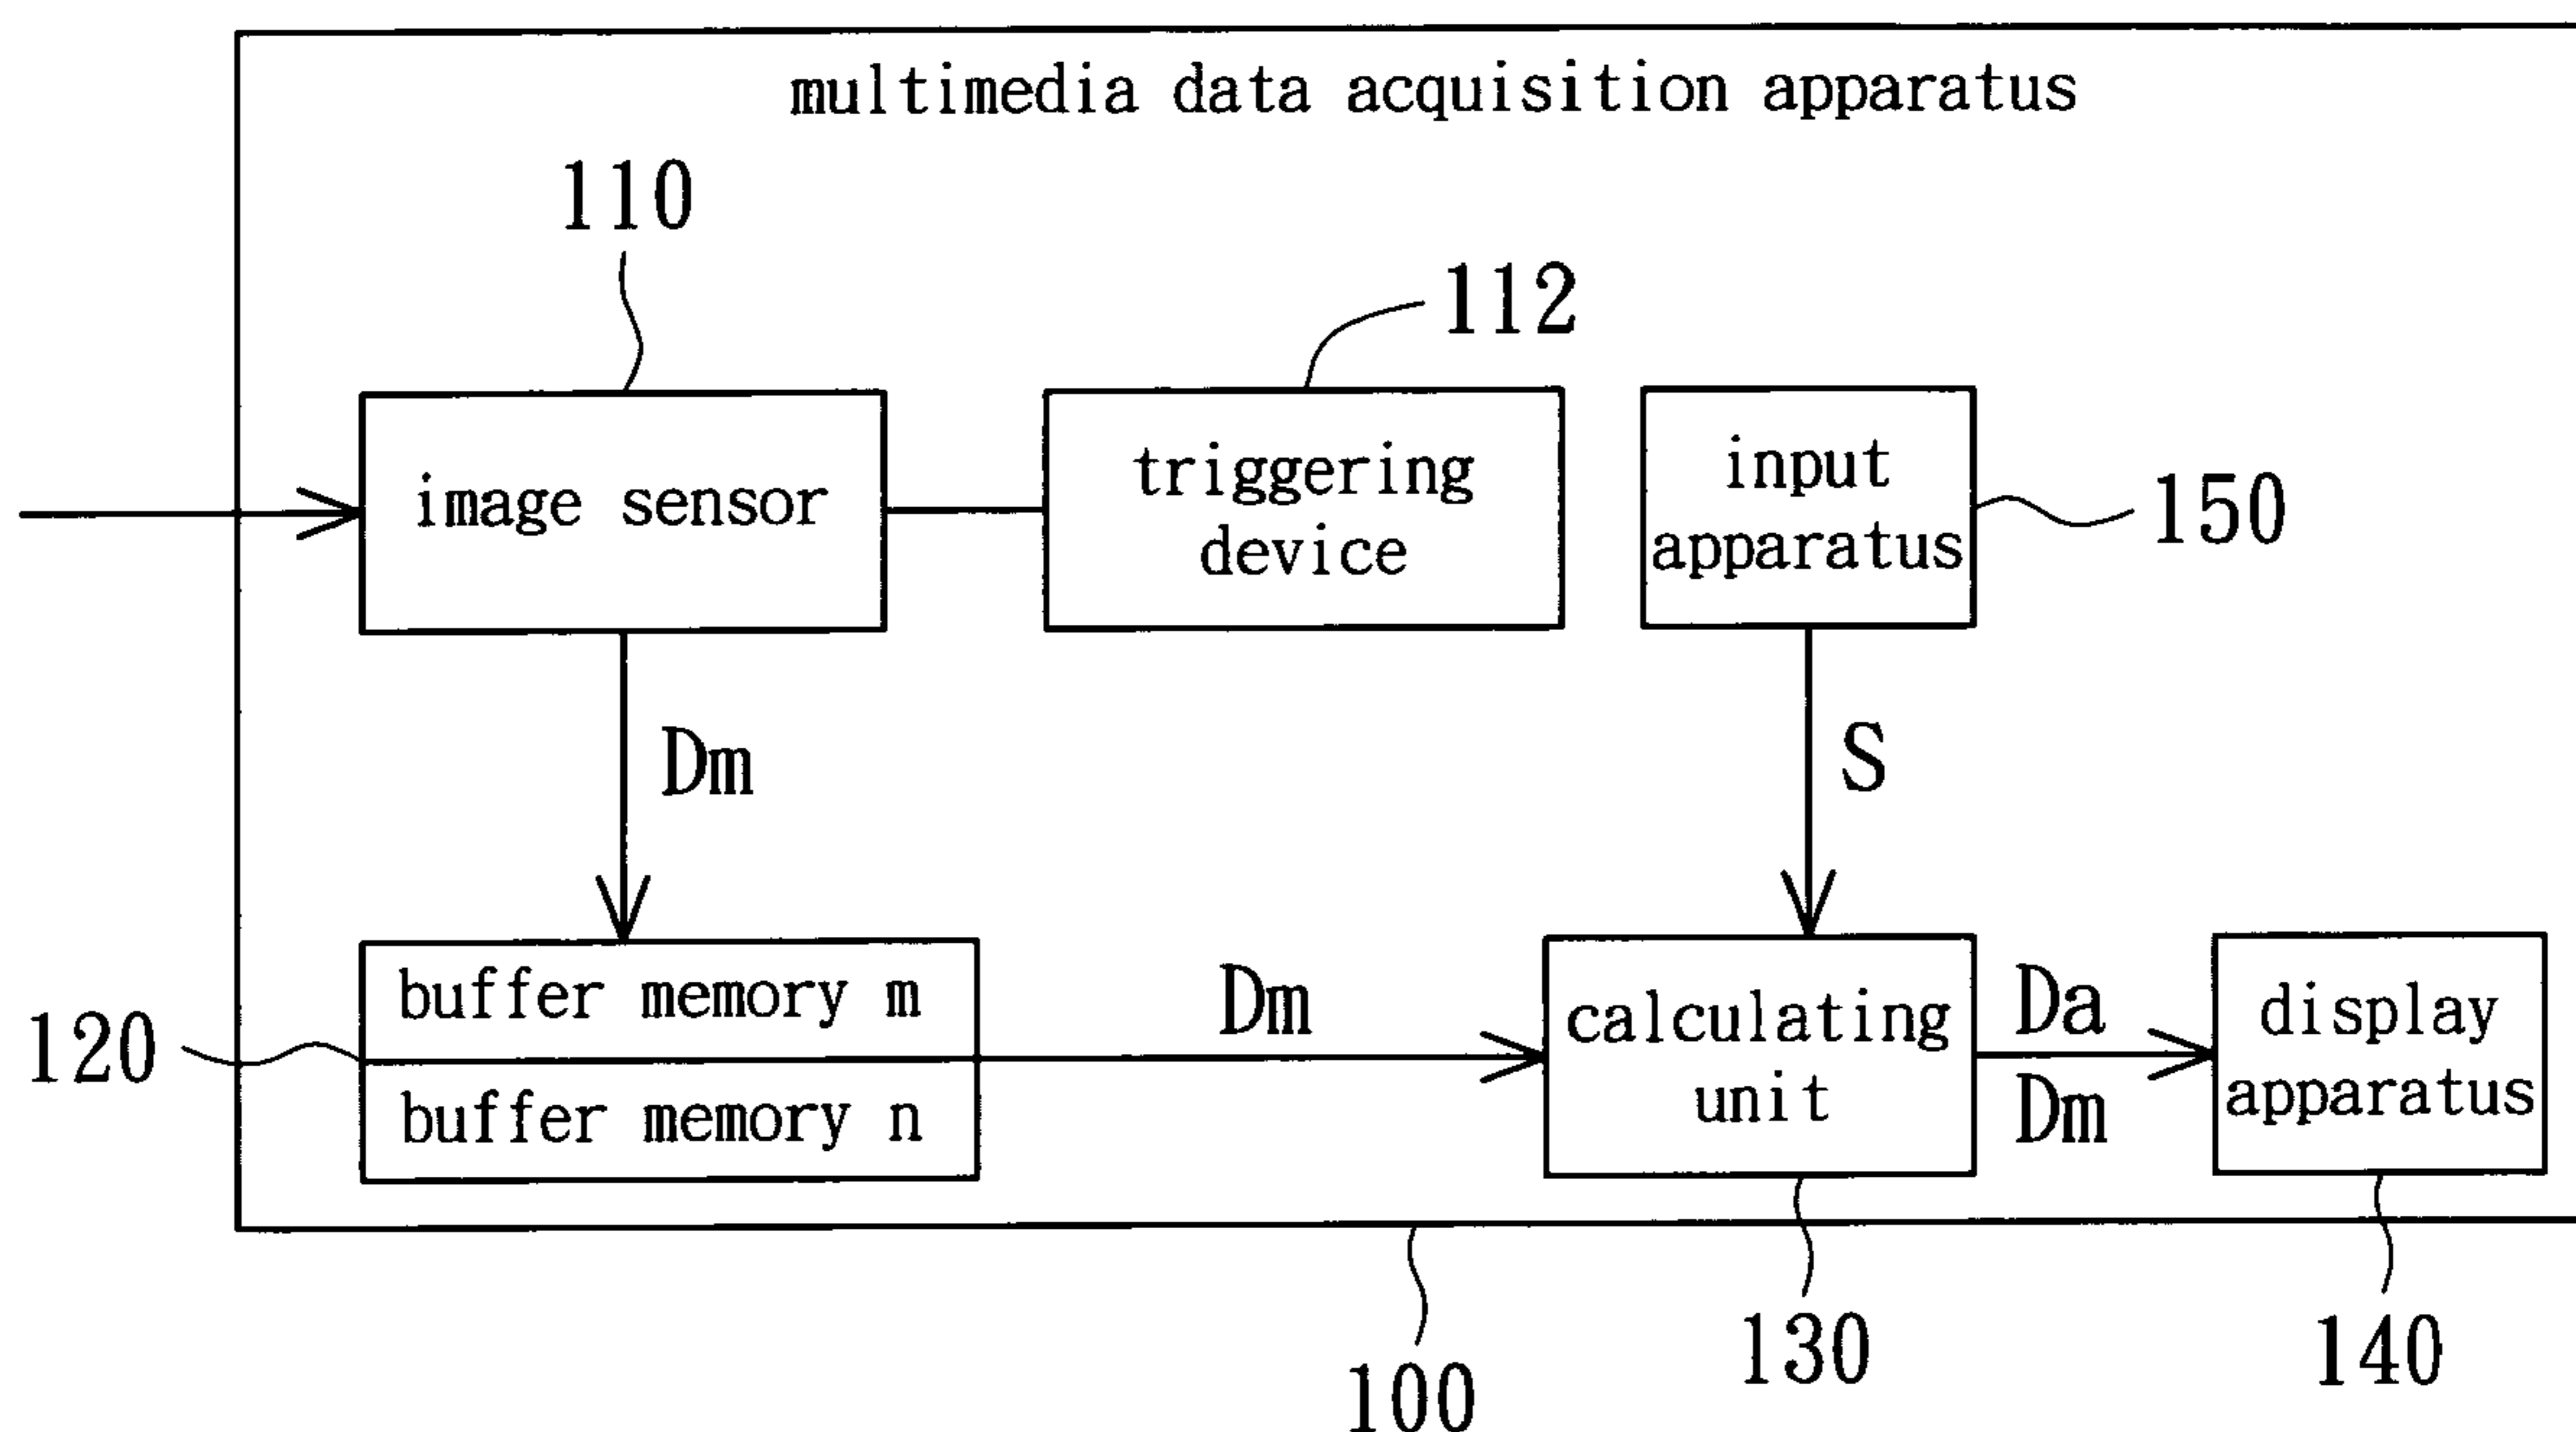 multimedia data acquisition apparatus
110
112
image sensor
triggering
device
input
apparatus
150
Dm
S
buffer memory m
buffer memory n
120
Dm
calculating
unit
Da
Dm
display
apparatus
130
140
100